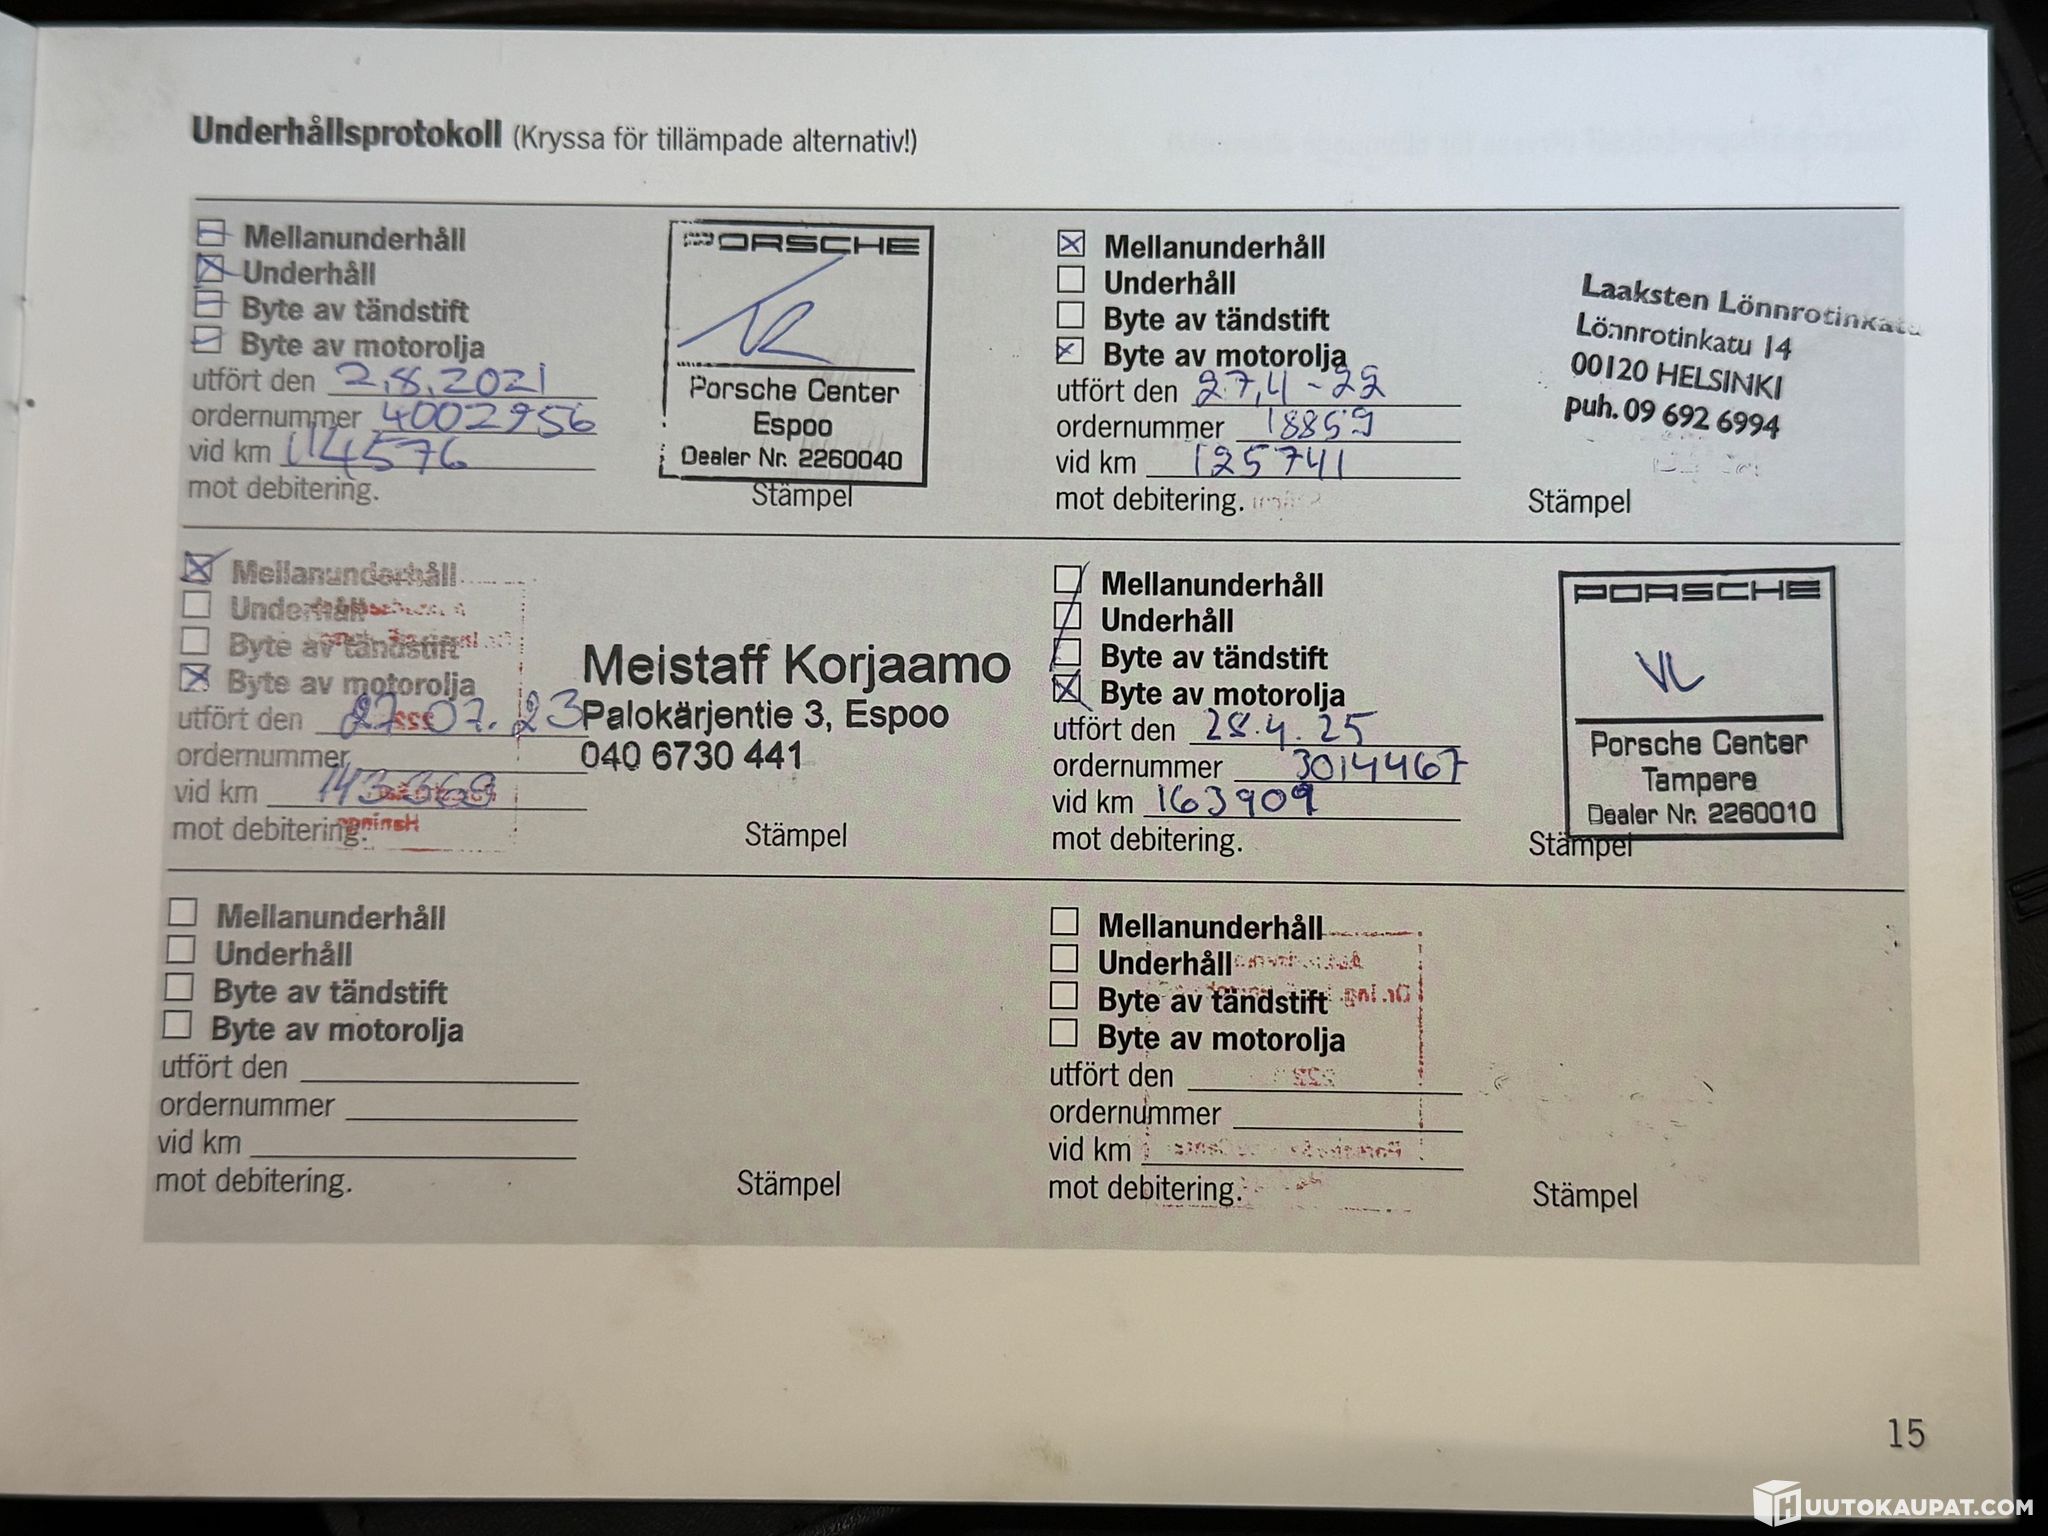 Underhållsprotokoll (Kryssa för tillämpade alternativ!)
Mellanunderhåll
Underhåll
Byte av tändstift
Byte av motorolja
utfört den 2.8.2021
ordernummer 4002956
vid km 114576
mot debitering.
PORSCHE
Porsche Center
Espoo
Dealer Nr. 2260040
Stämpel
Mellanunderhåll
Underhåll
Byte av tändstift
Byte av motorolja
utfört den 27,4-22
ordernummer 18859
vid km 125741
mot debitering.
Laaksten Lönnrotinkatu
Lönnrotinkatu 14
00120 HELSINKI
puh. 09 692 6994
Stämpel
Mellanunderhåll
Underhåll
Byte av tändstift
Byte av motorolja
utfört den 27.07.23
ordernummer
vid km
mot debitering.
Meistaff Korjaamo
Palokärjentie 3, Espoo
040 6730 441
Stämpel
Mellanunderhåll
Underhåll
Byte av tändstift
Byte av motorolja
utfört den 28.4.25
ordernummer 3014467
vid km 163909
mot debitering.
PORSCHE
VL
Porsche Center
Tampere
Dealer Nr. 2260010
Stämpel
Mellanunderhåll
Underhåll
Byte av tändstift
Byte av motorolja
utfört den
ordernummer
vid km
mot debitering.
Stämpel
Mellanunderhåll
Underhåll
Byte av tändstift
Byte av motorolja
utfört den
ordernummer
vid km
mot debitering.
Stämpel
15
HUUTOKAUPAT.COM